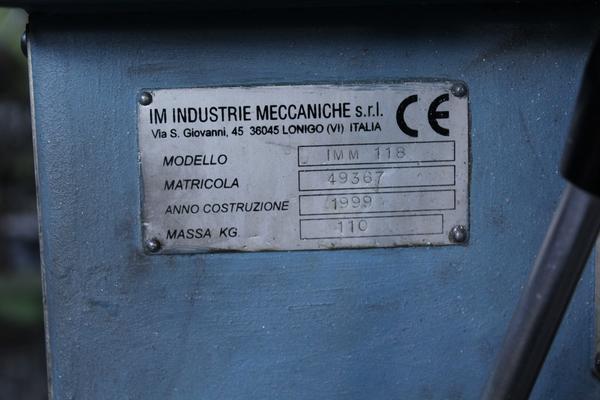 IM INDUSTRIE MECCANICHE s.r.l. CE
Via S. Giovanni, 45 36045 LONIGO (VI) ITALIA
MODELLO IMM 118
MATRICOLA 49367
ANNO COSTRUZIONE 1999
MASSA KG 110